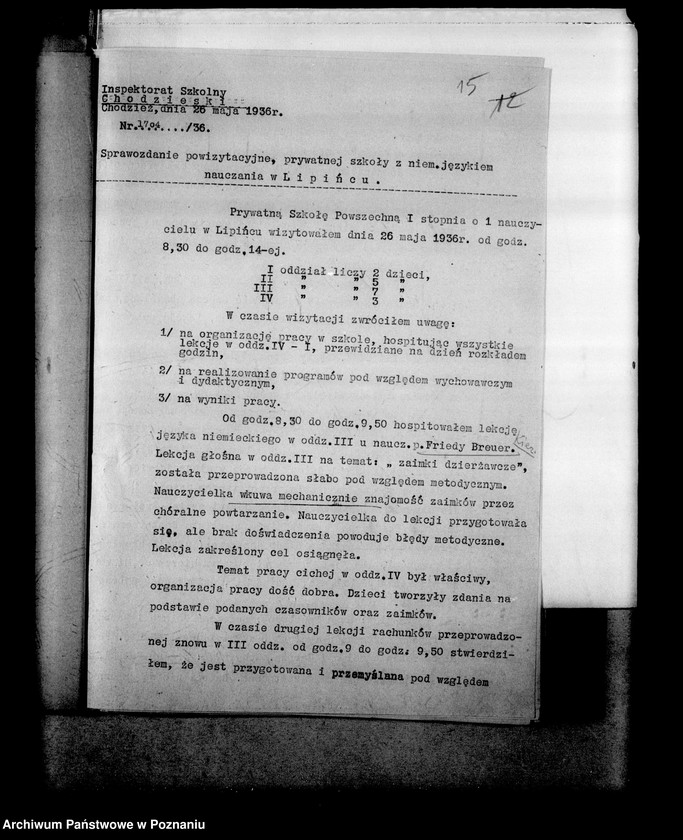 15
12
Inspektorat Szkolny
Chodzieski
Chodzież,dnia 26 maja 1936r.
Nr.1704..../36.
Sprawozdanie powizytacyjne, prywatnej szkoły z niem.językiem
nauczania w L i p i ń c u .
Prywatną Szkołę Powszechną I stopnia o 1 nauczy-
cielu w Lipińcu wizytowałem dnia 26 maja 1936r. od godz.
8,30 do godz.14-ej.
I oddział liczy 2 dzieci,
II " " 5 "
III " " 7 "
IV " " 3 "
W czasie wizytacji zwróciłem uwagę:
1/ na organizację pracy w szkole, hospitując wszystkie
lekcje w oddz.IV - I, przewidziane na dzień rozkładem
godzin,
2/ na realizowanie programów pod względem wychowawczym
i dydaktycznym,
3/ na wyniki pracy.
Od godz.8,30 do godz.9,50 hospitowałem lekcję
języka niemieckiego w oddz.III u naucz.p.Friedy Breuer.
Lekcja głośna w oddz.III na temat: „ zaimki dzierżawcze",
została przeprowadzona słabo pod względem metodycznym.
Nauczycielka wkuwa mechanicznie znajomość zaimków przez
chóralne powtarzanie. Nauczycielka do lekcji przygotowała
się, ale brak doświadczenia powoduje błędy metodyczne.
Lekcja zakreślony cel osiągnęła.
Temat pracy cichej w oddz.IV był właściwy,
organizacja pracy dość dobra. Dzieci tworzyły zdania na
podstawie podanych czasowników oraz zaimków.
W czasie drugiej lekcji rachunków przeprowadzo-
nej znowu w III oddz. od godz.9 do godz: 9,50 stwierdzi-
łem, że jest przygotowana i przemyślana pod względem
Archiwum Państwowe w Poznaniu